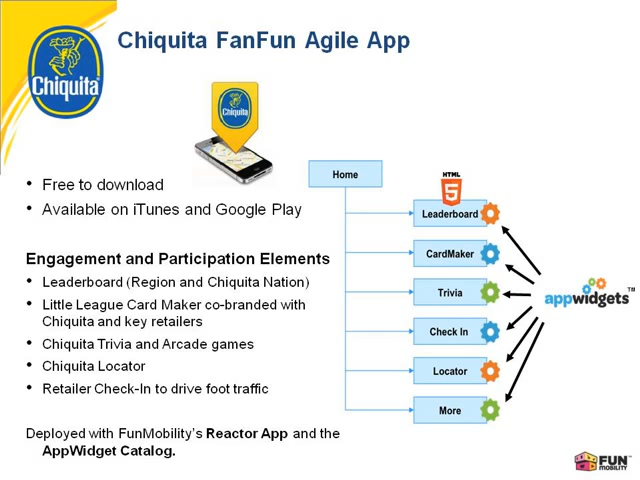 Chiquita FanFun Agile App
Chiquita
Chiquita
• Free to download
• Available on iTunes and Google Play
Engagement and Participation Elements
• Leaderboard (Region and Chiquita Nation)
• Little League Card Maker co-branded with
Chiquita and key retailers
• Chiquita Trivia and Arcade games
• Chiquita Locator
• Retailer Check-In to drive foot traffic
Deployed with FunMobility’s Reactor App and the
AppWidget Catalog.
Home
HTML
5
Leaderboard
CardMaker
Trivia
Check In
Locator
More
appwidgets™
FUN
MOBILITY